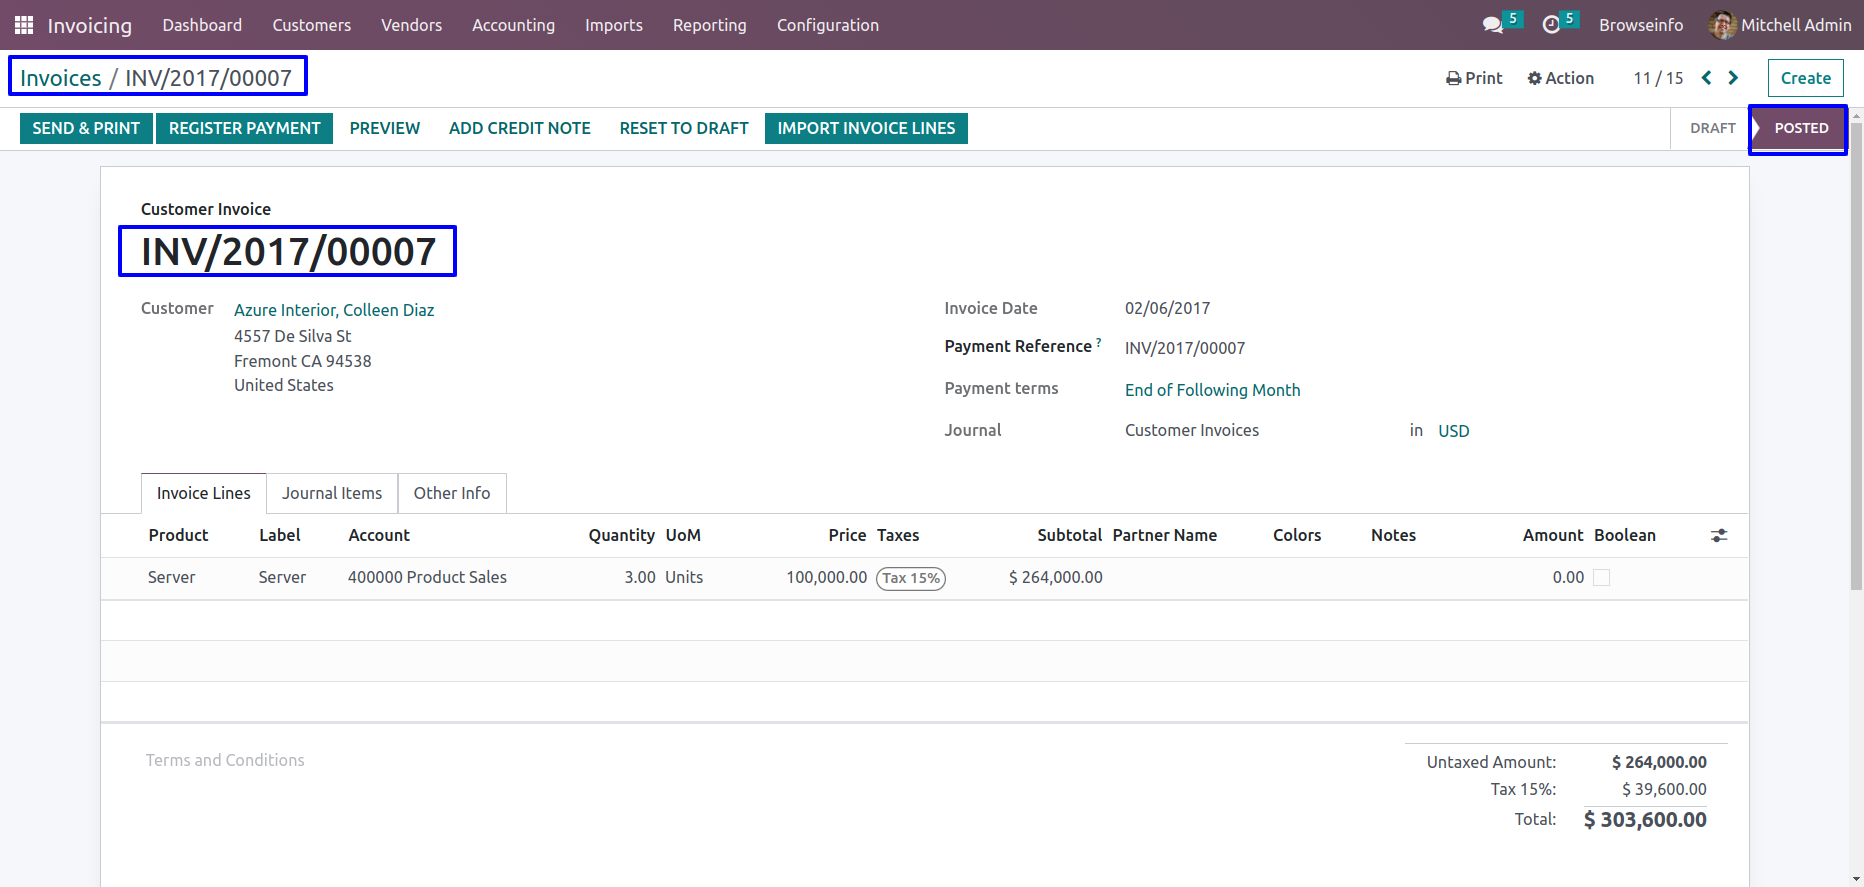 Invoicing Dashboard Customers Vendors Accounting Imports Reporting Configuration 5 5 Browseinfo Mitchell Admin
Invoices / INV/2017/00007 Print Action 11 / 15 Create
SEND & PRINT REGISTER PAYMENT PREVIEW ADD CREDIT NOTE RESET TO DRAFT IMPORT INVOICE LINES DRAFT POSTED
Customer Invoice
INV/2017/00007
Customer Azure Interior, Colleen Diaz Invoice Date 02/06/2017
4557 De Silva St
Payment Reference ? INV/2017/00007
Fremont CA 94538
United States Payment terms End of Following Month
Journal Customer Invoices in USD
Invoice Lines Journal Items Other Info
Product Label Account Quantity UoM Price Taxes Subtotal Partner Name Colors Notes Amount Boolean
Server Server 400000 Product Sales 3.00 Units 100,000.00 Tax 15% $ 264,000.00 0.00
Terms and Conditions Untaxed Amount: $ 264,000.00
Tax 15%: $ 39,600.00
Total: $ 303,600.00